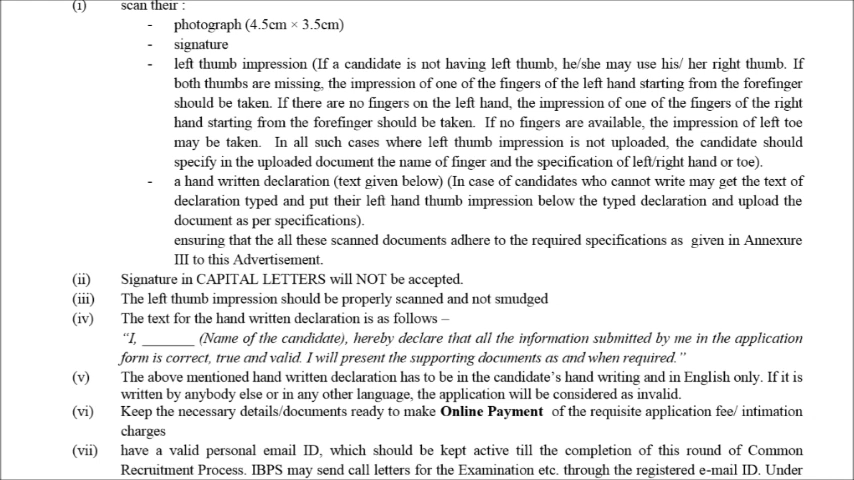 (i) scan their :
- photograph (4.5cm × 3.5cm)
- signature
- left thumb impression (If a candidate is not having left thumb, he/she may use his/ her right thumb. If
both thumbs are missing, the impression of one of the fingers of the left hand starting from the forefinger
should be taken. If there are no fingers on the left hand, the impression of one of the fingers of the right
hand starting from the forefinger should be taken. If no fingers are available, the impression of left toe
may be taken. In all such cases where left thumb impression is not uploaded, the candidate should
specify in the uploaded document the name of finger and the specification of left/right hand or toe).
- a hand written declaration (text given below) (In case of candidates who cannot write may get the text of
declaration typed and put their left hand thumb impression below the typed declaration and upload the
document as per specifications).
ensuring that the all these scanned documents adhere to the required specifications as given in Annexure
III to this Advertisement.
(ii) Signature in CAPITAL LETTERS will NOT be accepted.
(iii) The left thumb impression should be properly scanned and not smudged
(iv) The text for the hand written declaration is as follows –
“I, _______ (Name of the candidate), hereby declare that all the information submitted by me in the application
form is correct, true and valid. I will present the supporting documents as and when required.”
(v) The above mentioned hand written declaration has to be in the candidate’s hand writing and in English only. If it is
written by anybody else or in any other language, the application will be considered as invalid.
(vi) Keep the necessary details/documents ready to make Online Payment of the requisite application fee/ intimation
charges
(vii) have a valid personal email ID, which should be kept active till the completion of this round of Common
Recruitment Process. IBPS may send call letters for the Examination etc. through the registered e-mail ID. Under